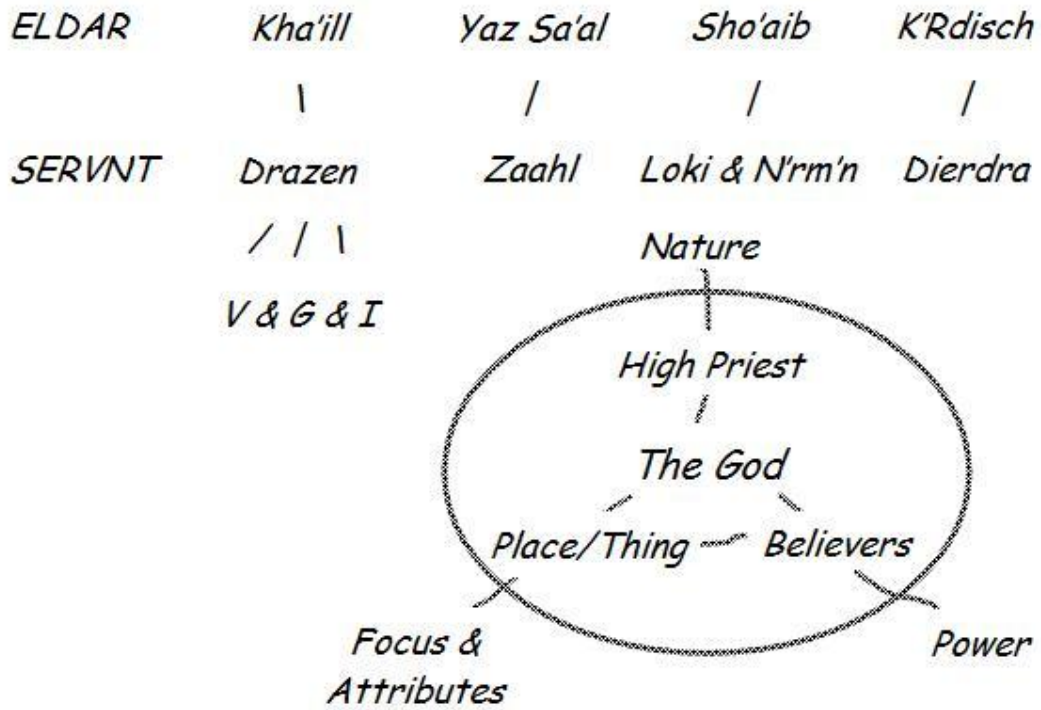 ELDAR Kha'ill Yaz Sa'al Sho'aib K'Rdisch
SERVNT Drazen Zaahl Loki & N'rm'n Dierdra
V & G & I
Nature
High Priest
The God
Place/Thing Believers
Focus &
Attributes
Power